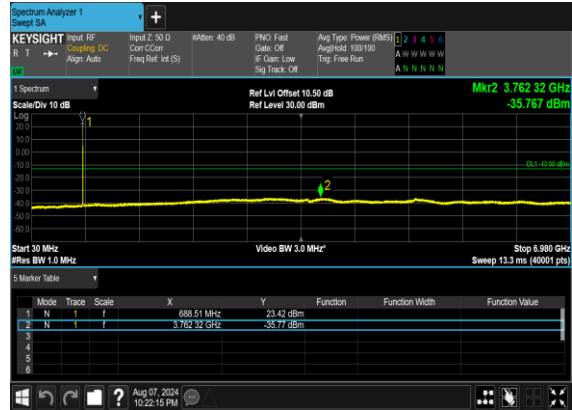 Spectrum Analyzer 1
Swept SA
+
KEYSIGHT Input: RF Input Z: 50 Ω #Atten: 40 dB PNO: Fast Avg Type: Power (RMS) 1 2 3 4 5 6
R T Coupling: DC Corr CCorr Gate: Off Avg|Hold: 100/100 A W W W W W
Align: Auto Freq Ref: Int (S) IF Gain: Low Trig: Free Run
Sig Track: Off A N N N N N
1 Spectrum Ref Lvl Offset 10.50 dB Mkr2 3.762 32 GHz
Scale/Div 10 dB Ref Level 30.00 dBm -35.767 dBm
Log
1
20.0
10.0
0.00
-10.0
DL1 -13.00 dBm
-20.0
2
-30.0
-40.0
-50.0
-60.0
Start 30 MHz Video BW 3.0 MHz* Stop 6.980 GHz
#Res BW 1.0 MHz Sweep 13.3 ms (40001 pts)
5 Marker Table
Mode Trace Scale X Y Function Function Width Function Value
1 N 1 f 688.51 MHz 23.42 dBm
2 N 1 f 3.762 32 GHz -35.77 dBm
3
4
5
6
? Aug 07, 2024
10:22:15 PM